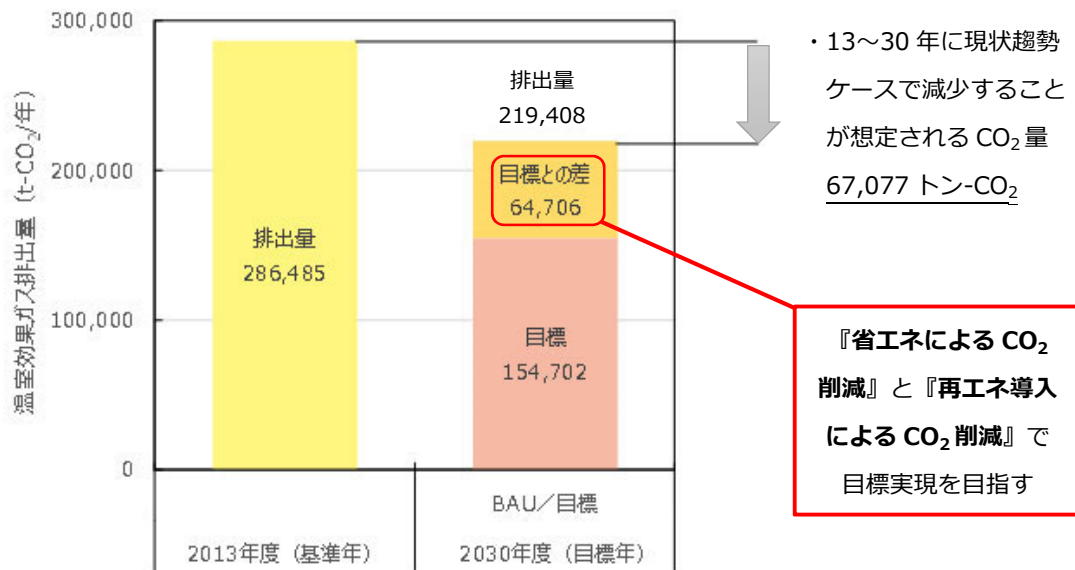 温室効果ガス排出量 (t-CO₂/年)
300,000
200,000
100,000
0
排出量
286,485
排出量
219,408
目標との差
64,706
目標
154,702
BAU／目標
2013年度（基準年）
2030年度（目標年）
・13～30 年に現状趨勢
ケースで減少すること
が想定される CO₂ 量
67,077 トン-CO₂
『省エネによる CO₂
削減』と『再エネ導入
による CO₂ 削減』で
目標実現を目指す